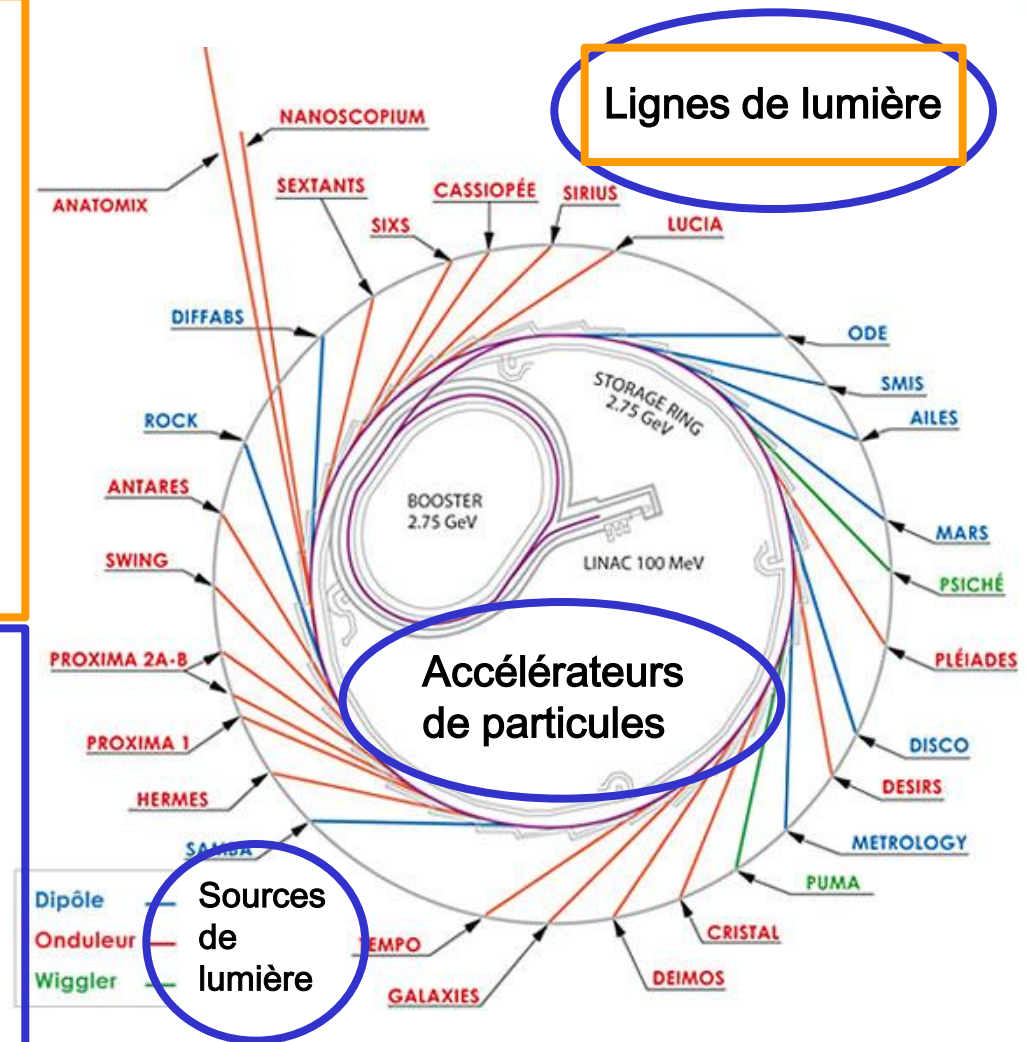 Lignes de lumière
NANOSCOPIUM
ANATOMIX
SEXTANTS
CASSIOPÉE
SIRIUS
SIXS
LUCIA
DIFFABS
ODE
SMIS
AILES
ROCK
ANTARES
SWING
STORAGE RING
2.75 GeV
BOOSTER
2.75 GeV
LINAC 100 MeV
MARS
PSICHÉ
PLÉIADES
PROXIMA 2A-B
PROXIMA 1
HERMES
SAMBA
Accélérateurs
de particules
DISCO
DESIRS
METROLOGY
PUMA
CRISTAL
DEIMOS
GALAXIES
TEMPO
Dipôle
Onduleur
Wiggler
Sources
de
lumière